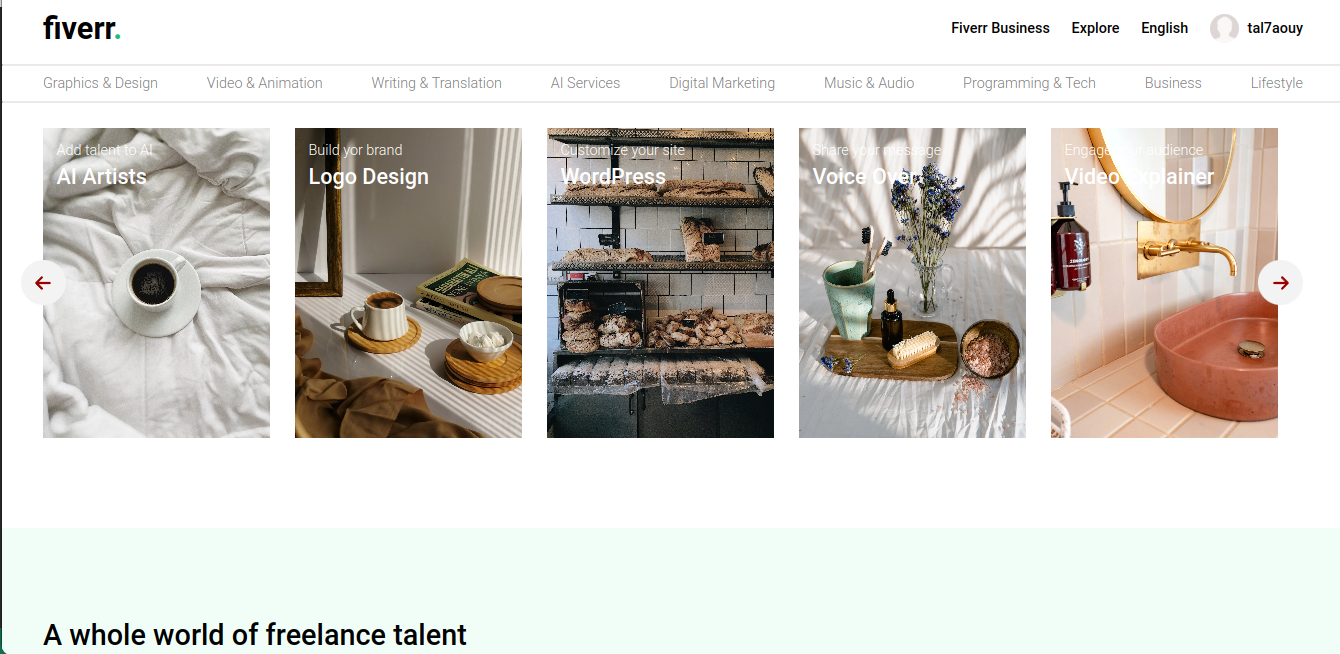 fiverr.
Fiverr Business Explore English tal7aouy
Graphics & Design Video & Animation Writing & Translation AI Services Digital Marketing Music & Audio Programming & Tech Business Lifestyle
Add talent to AI
AI Artists
Build yor brand
Logo Design
Customize your site
WordPress
Share your message
Voice Over
Engage your audience
Video Explainer
A whole world of freelance talent